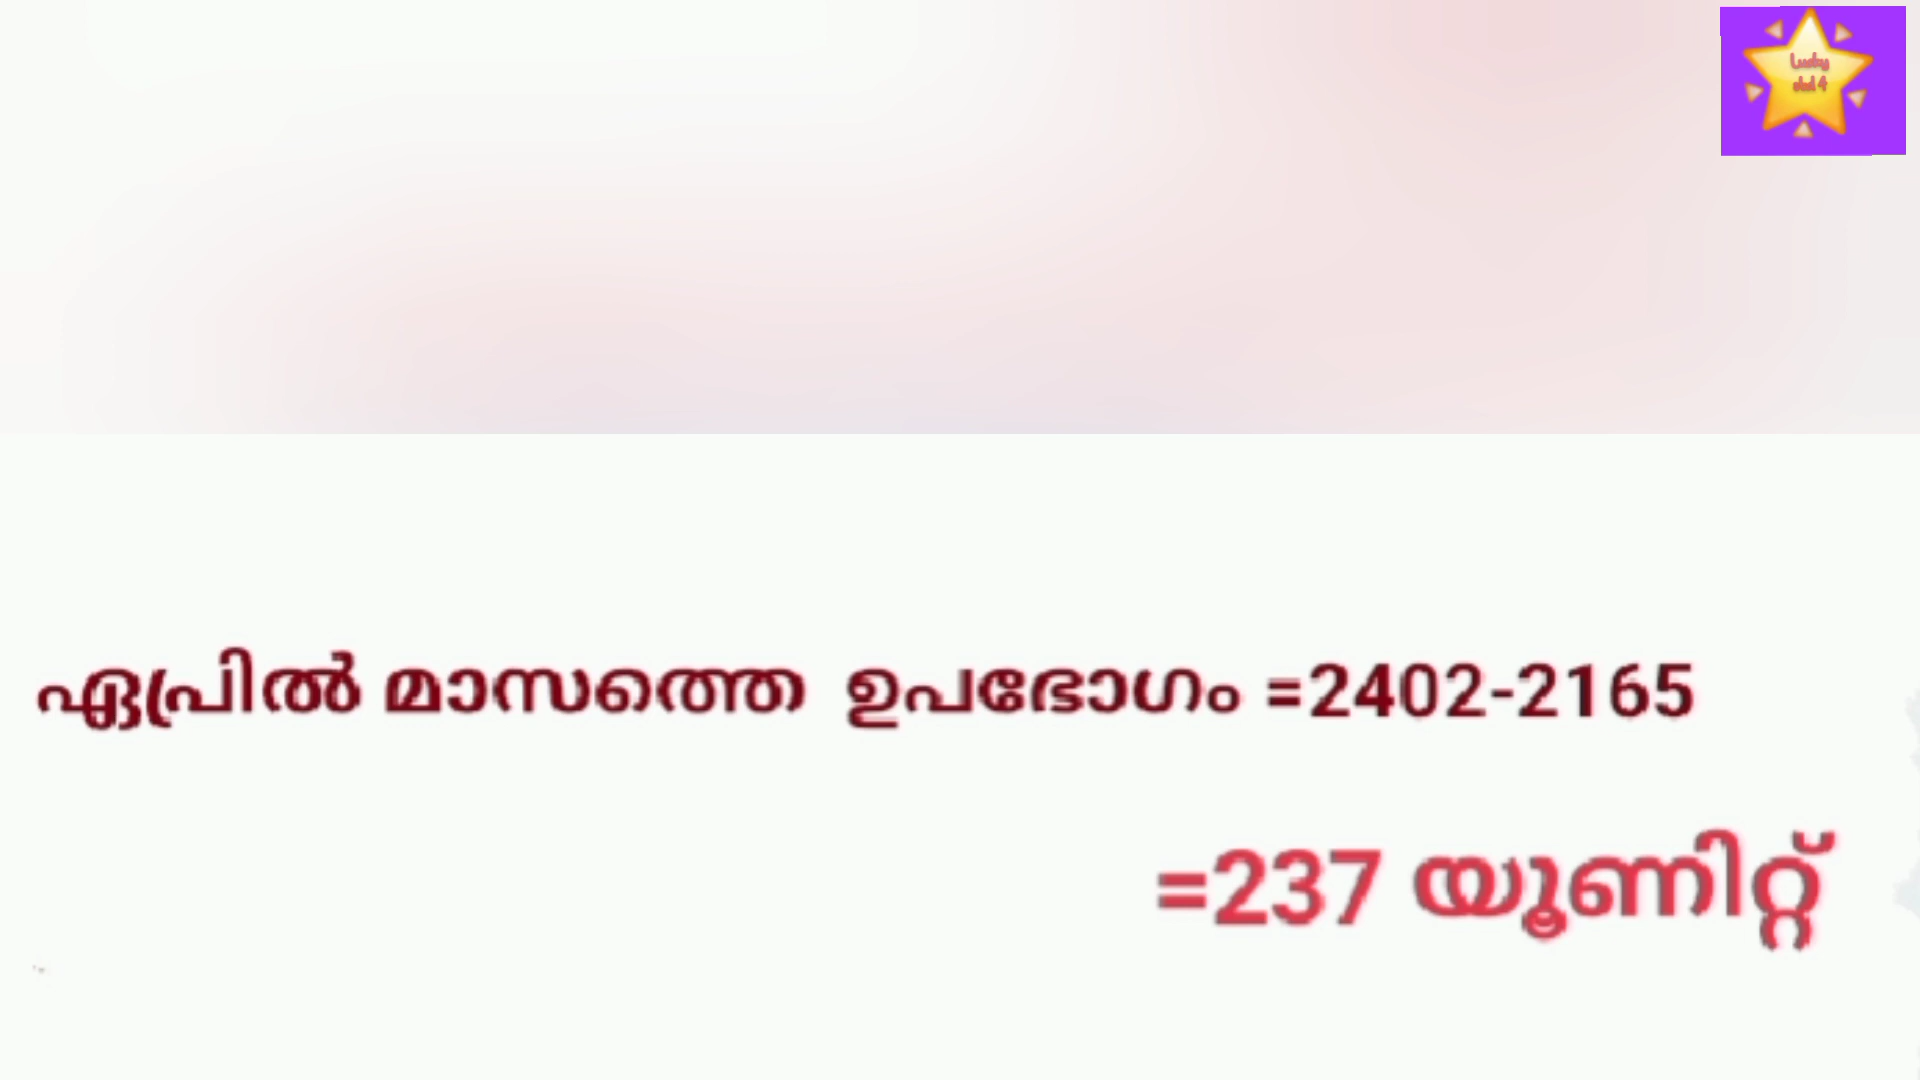 ഏപ്രിൽ മാസത്തെ ഉപഭോഗം =2402-2165
=237 യൂണിറ്റ്